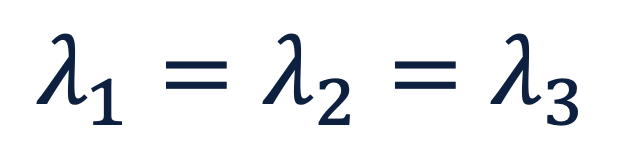 λ₁ = λ₂ = λ₃